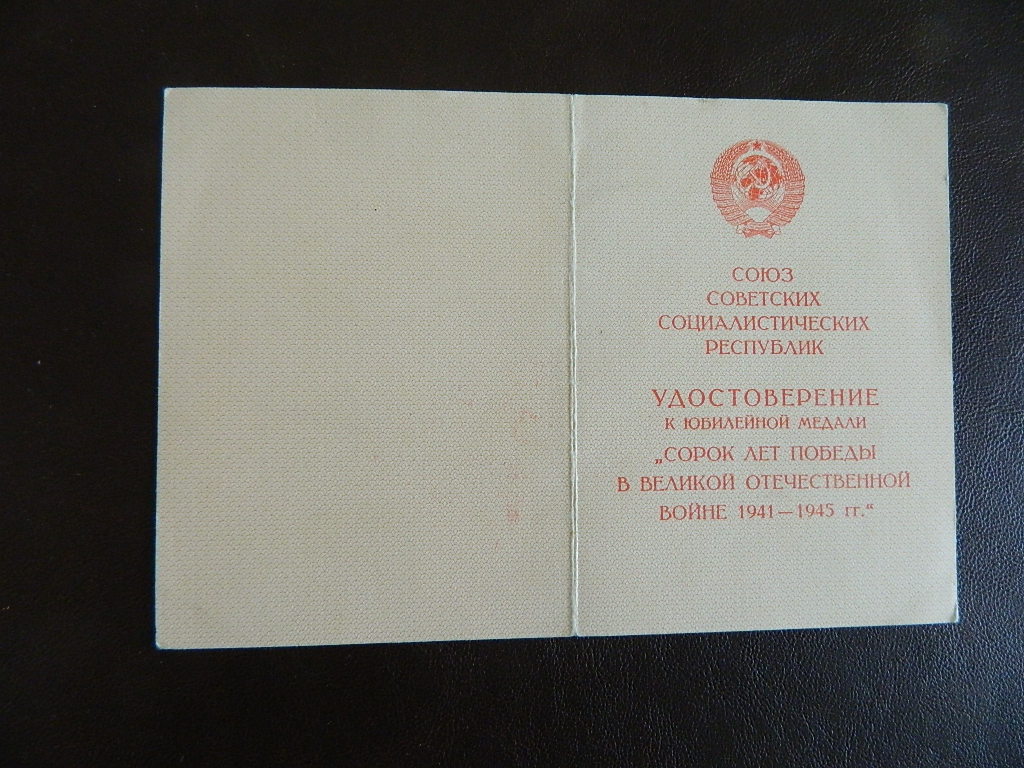 СОЮЗ
СОВЕТСКИХ
СОЦИАЛИСТИЧЕСКИХ
РЕСПУБЛИК
УДОСТОВЕРЕНИЕ
К ЮБИЛЕЙНОЙ МЕДАЛИ
„СОРОК ЛЕТ ПОБЕДЫ
В ВЕЛИКОЙ ОТЕЧЕСТВЕННОЙ
ВОЙНЕ 1941—1945 гг.“